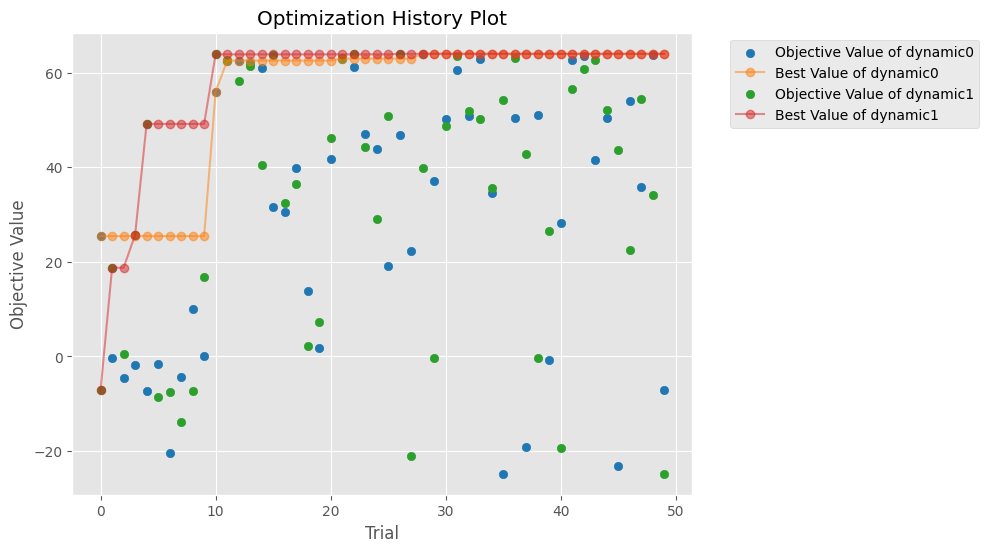 Optimization History Plot
Objective Value of dynamic0
Best Value of dynamic0
Objective Value of dynamic1
Best Value of dynamic1
Objective Value
60
40
20
0
−20
0 10 20 30 40 50
Trial